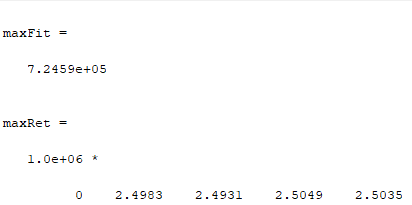 maxFit =
7.2459e+05
maxRet =
1.0e+06 *
0 2.4983 2.4931 2.5049 2.5035